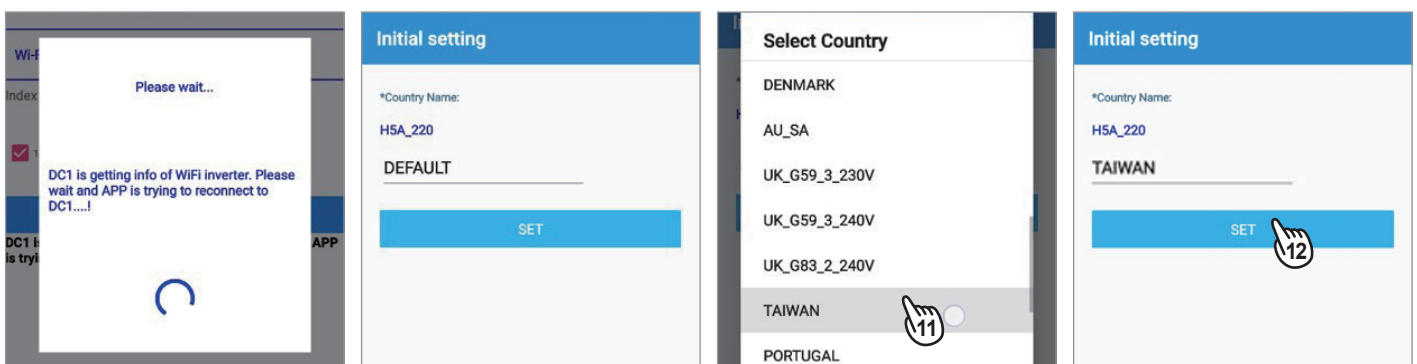 Wi-F
Index
Please wait...
1
DC1 is getting info of WiFi inverter. Please
wait and APP is trying to reconnect to
DC1....!
DC1 i
APP
is tryi
Initial setting
*Country Name:
H5A_220
DEFAULT
SET
Select Country
DENMARK
AU_SA
UK_G59_3_230V
UK_G59_3_240V
UK_G83_2_240V
TAIWAN
11
PORTUGAL
Initial setting
*Country Name:
H5A_220
TAIWAN
SET
12